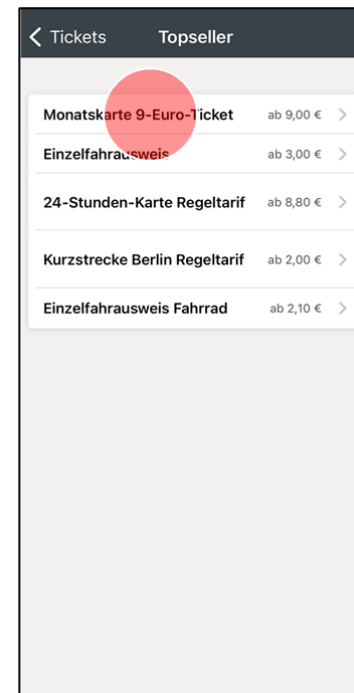 Tickets Topseller
Monatskarte 9-Euro-Ticket ab 9,00 €
Einzelfahrausweis ab 3,00 €
24-Stunden-Karte Regeltarif ab 8,80 €
Kurzstrecke Berlin Regeltarif ab 2,00 €
Einzelfahrausweis Fahrrad ab 2,10 €